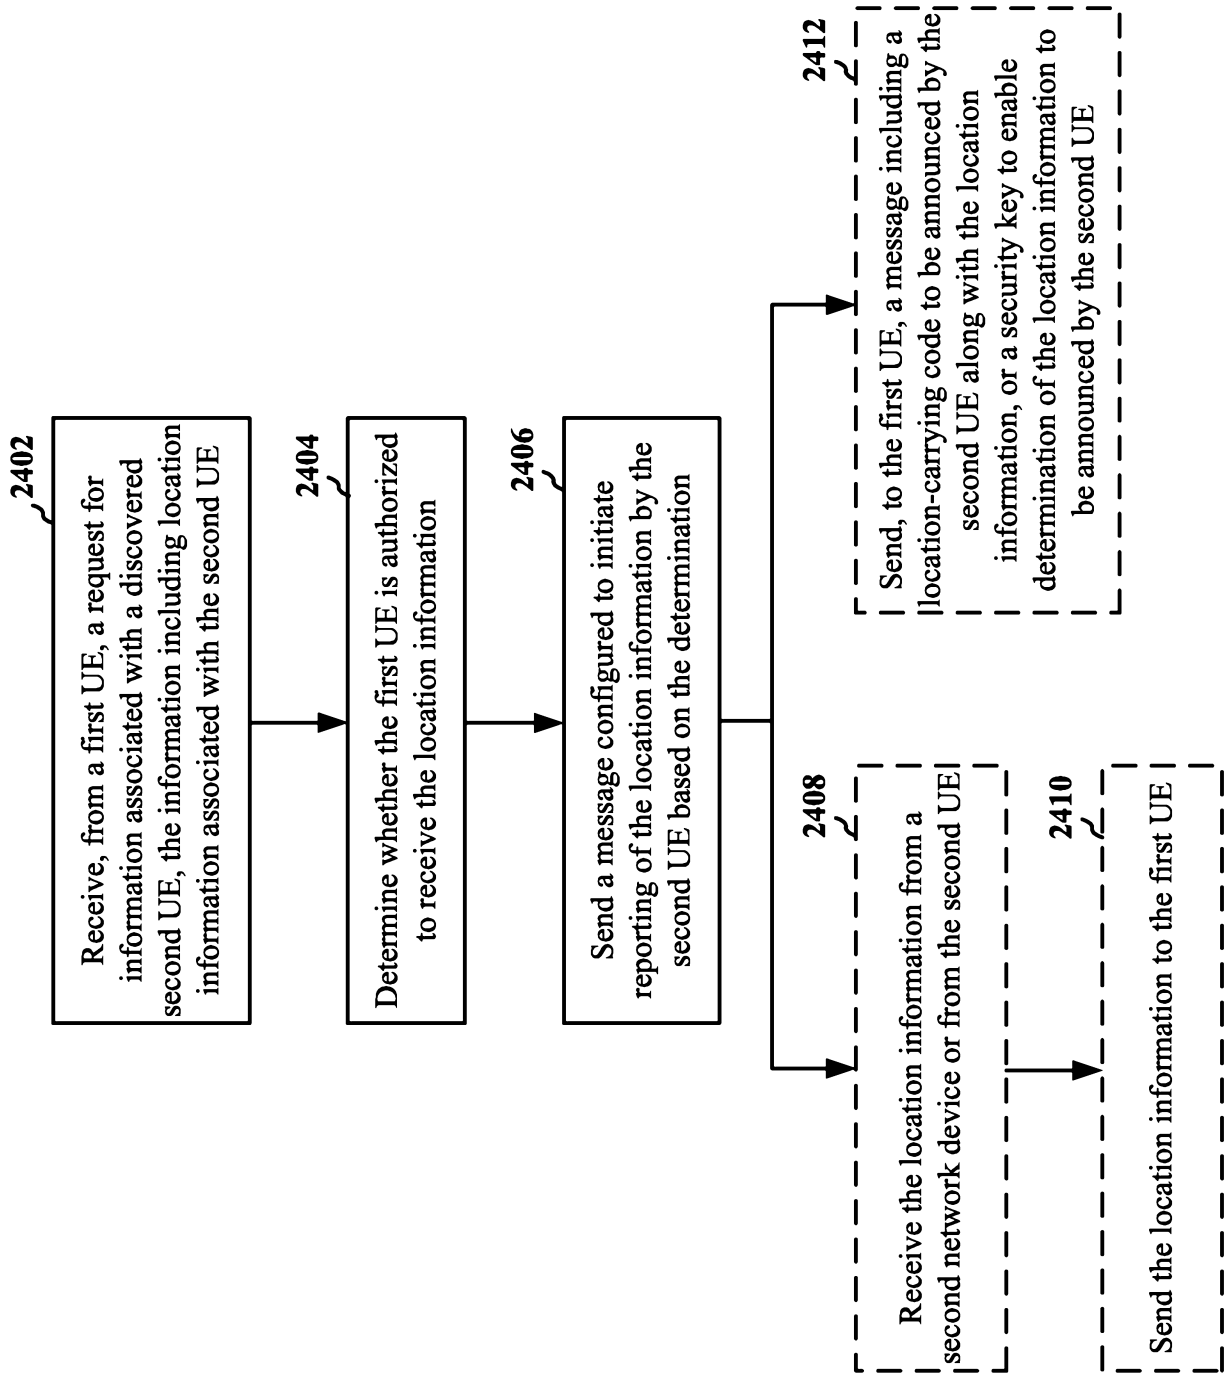 2402
Receive, from a first UE, a request for
information associated with a discovered
second UE, the information including location
information associated with the second UE
2404
Determine whether the first UE is authorized
to receive the location information
2406
Send a message configured to initiate
reporting of the location information by the
second UE based on the determination
2408
Receive the location information from a
second network device or from the second UE
2410
Send the location information to the first UE
2412
Send, to the first UE, a message including a
location-carrying code to be announced by the
second UE along with the location
information, or a security key to enable
determination of the location information to
be announced by the second UE